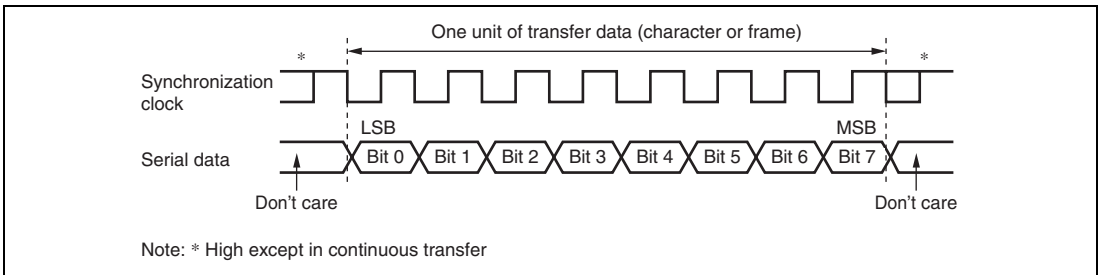 One unit of transfer data (character or frame)
* *
Synchronization
clock
LSB MSB
Serial data Bit 0 Bit 1 Bit 2 Bit 3 Bit 4 Bit 5 Bit 6 Bit 7
Don't care Don't care
Note: * High except in continuous transfer